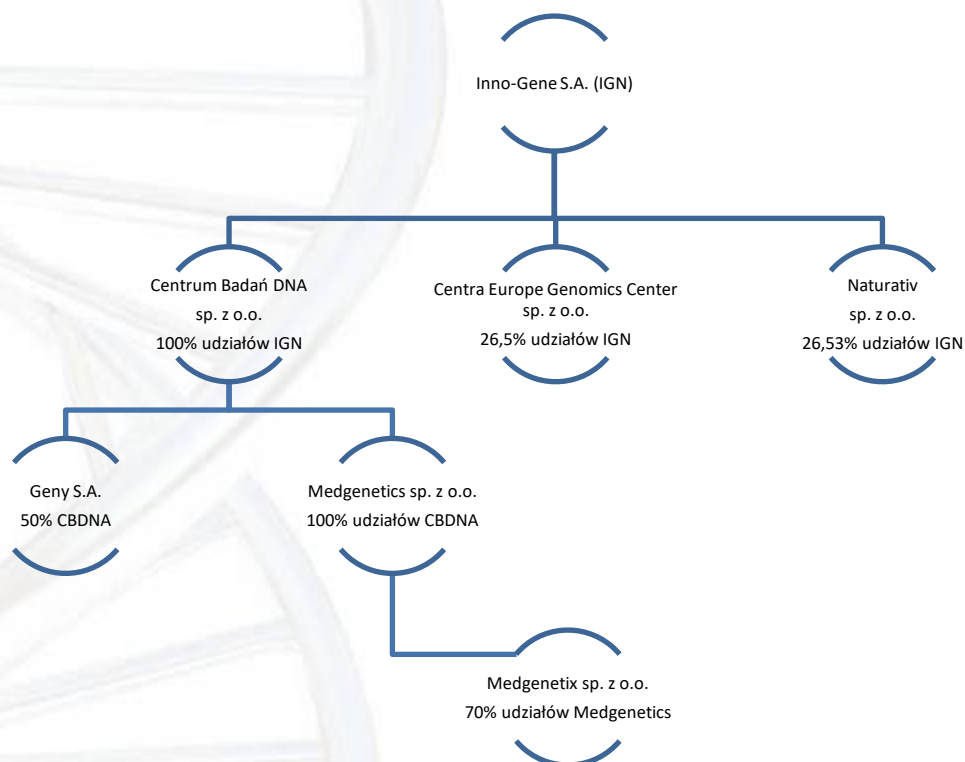 Inno-Gene S.A. (IGN)
Centrum Badań DNA
sp. z o.o.
100% udziałów IGN
Centra Europe Genomics Center
sp. z o.o.
26,5% udziałów IGN
Naturativ
sp. z o.o.
26,53% udziałów IGN
Geny S.A.
50% CBDNA
Medgenetics sp. z o.o.
100% udziałów CBDNA
Medgenetix sp. z o.o.
70% udziałów Medgenetics